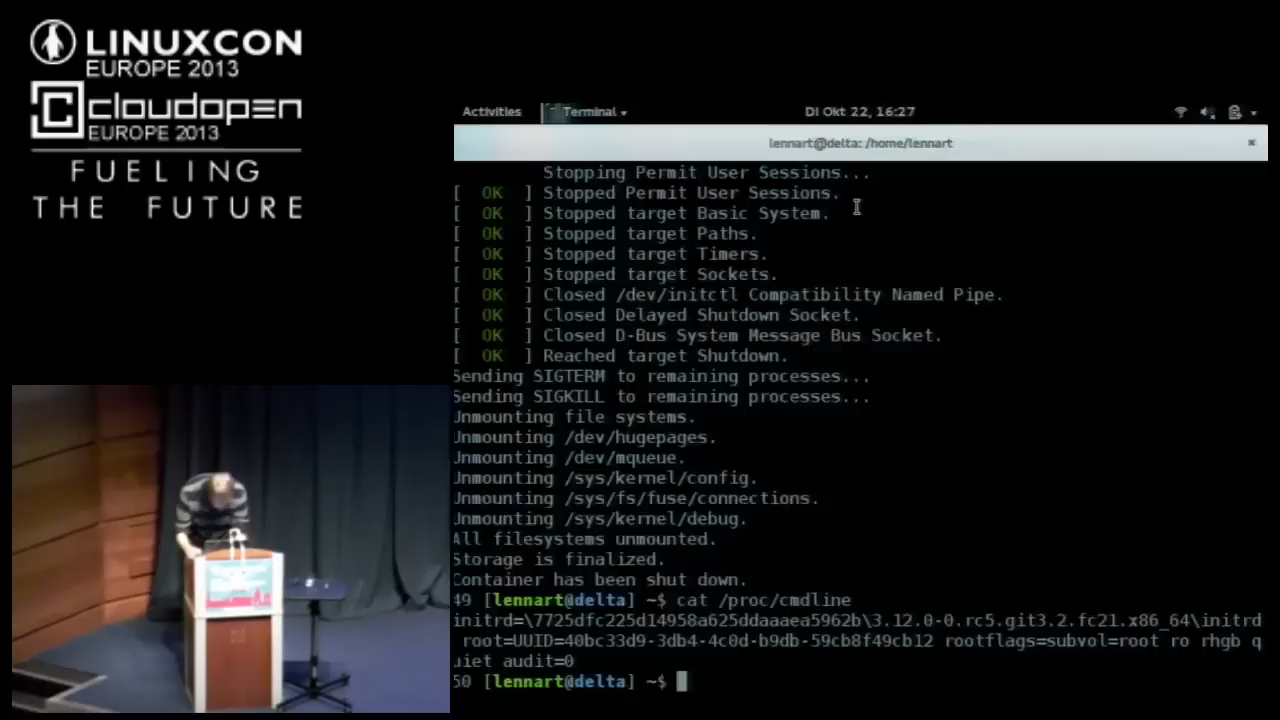 LINUXCON
EUROPE 2013
cloudopen
EUROPE 2013
FUELING
THE FUTURE
Activities Terminal DI Okt 22, 16:27
lennart@delta: /home/lennart
Stopping Permit User Sessions...
[ OK ] Stopped Permit User Sessions.
[ OK ] Stopped target Basic System.
[ OK ] Stopped target Paths.
[ OK ] Stopped target Timers.
[ OK ] Stopped target Sockets.
[ OK ] Closed /dev/initctl Compatibility Named Pipe.
[ OK ] Closed Delayed Shutdown Socket.
[ OK ] Closed D-Bus System Message Bus Socket.
[ OK ] Reached target Shutdown.
Sending SIGTERM to remaining processes...
Sending SIGKILL to remaining processes...
Unmounting file systems.
Unmounting /dev/hugepages.
Unmounting /dev/mqueue.
Unmounting /sys/kernel/config.
Unmounting /sys/fs/fuse/connections.
Unmounting /sys/kernel/debug.
All filesystems unmounted.
Storage is finalized.
Container has been shut down.
49 [lennart@delta] ~$ cat /proc/cmdline
initrd=\7725dfc225d14958a625ddaaaea5962b\3.12.0-0.rc5.git3.2.fc21.x86_64\initrd
root=UUID=40bc33d9-3db4-4c0d-b9db-59cb8f49cb12 rootflags=subvol=root ro rhgb q
uiet audit=0
50 [lennart@delta] ~$